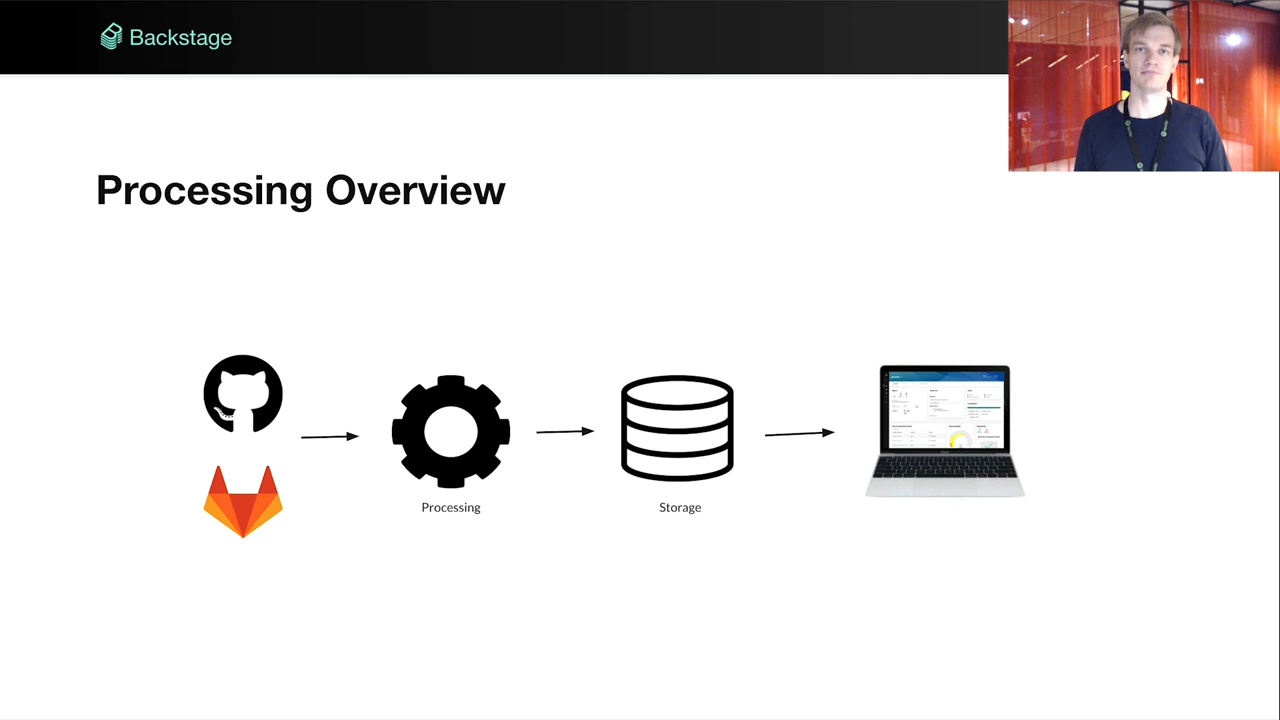 Backstage
Processing Overview
Processing
Storage